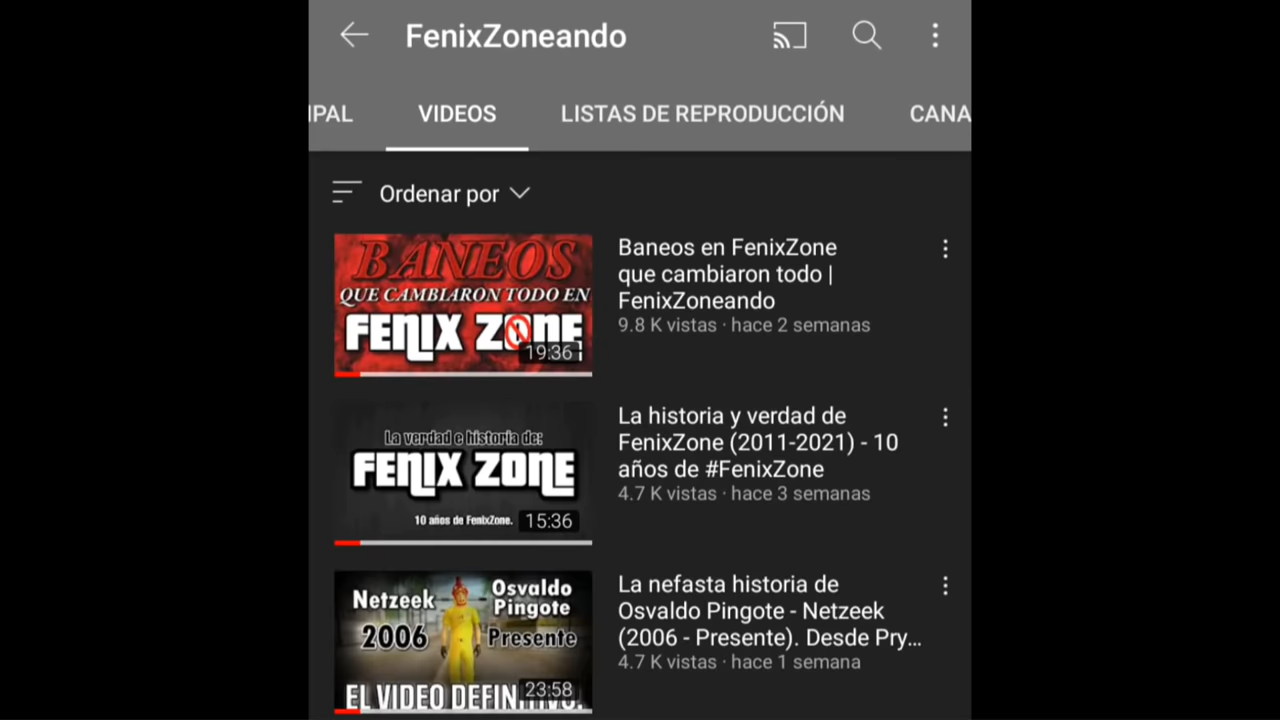 FenixZoneando
IPAL
VIDEOS
LISTAS DE REPRODUCCIÓN
CANA
Ordenar por
BANEOS
QUE CAMBIARON TODO EN
FENIX ZONE
19:36
Baneos en FenixZone
que cambiaron todo |
FenixZoneando
9.8 K vistas · hace 2 semanas
La verdad e historia de:
FENIX ZONE
10 años de FenixZone.
15:36
La historia y verdad de
FenixZone (2011-2021) - 10
años de #FenixZone
4.7 K vistas · hace 3 semanas
Netzeek
2006
Osvaldo
Pingote
Presente
EL VIDEO DEFINITIVO.
23:58
La nefasta historia de
Osvaldo Pingote - Netzeek
(2006 - Presente). Desde Pry...
4.7 K vistas · hace 1 semana